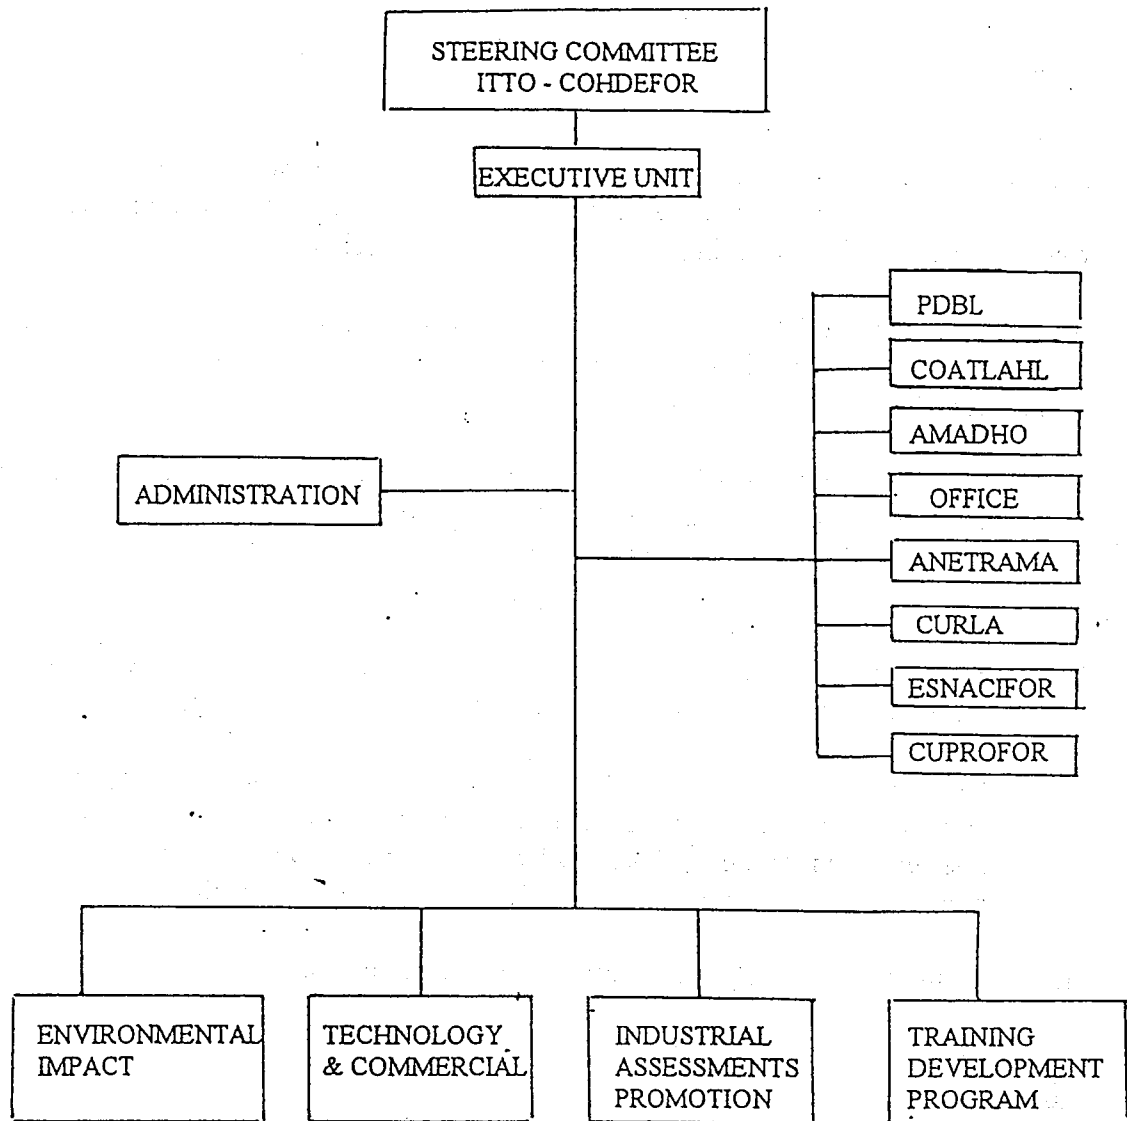 STEERING COMMITTEE
ITTO - COHDEFOR
EXECUTIVE UNIT
PDBL
COATLAHL
AMADHO
ADMINISTRATION
OFFICE
ANETRAMA
CURLA
ESNACIFOR
CUPROFOR
ENVIRONMENTAL
IMPACT
TECHNOLOGY
& COMMERCIAL
INDUSTRIAL
ASSESSMENTS
PROMOTION
TRAINING
DEVELOPMENT
PROGRAM